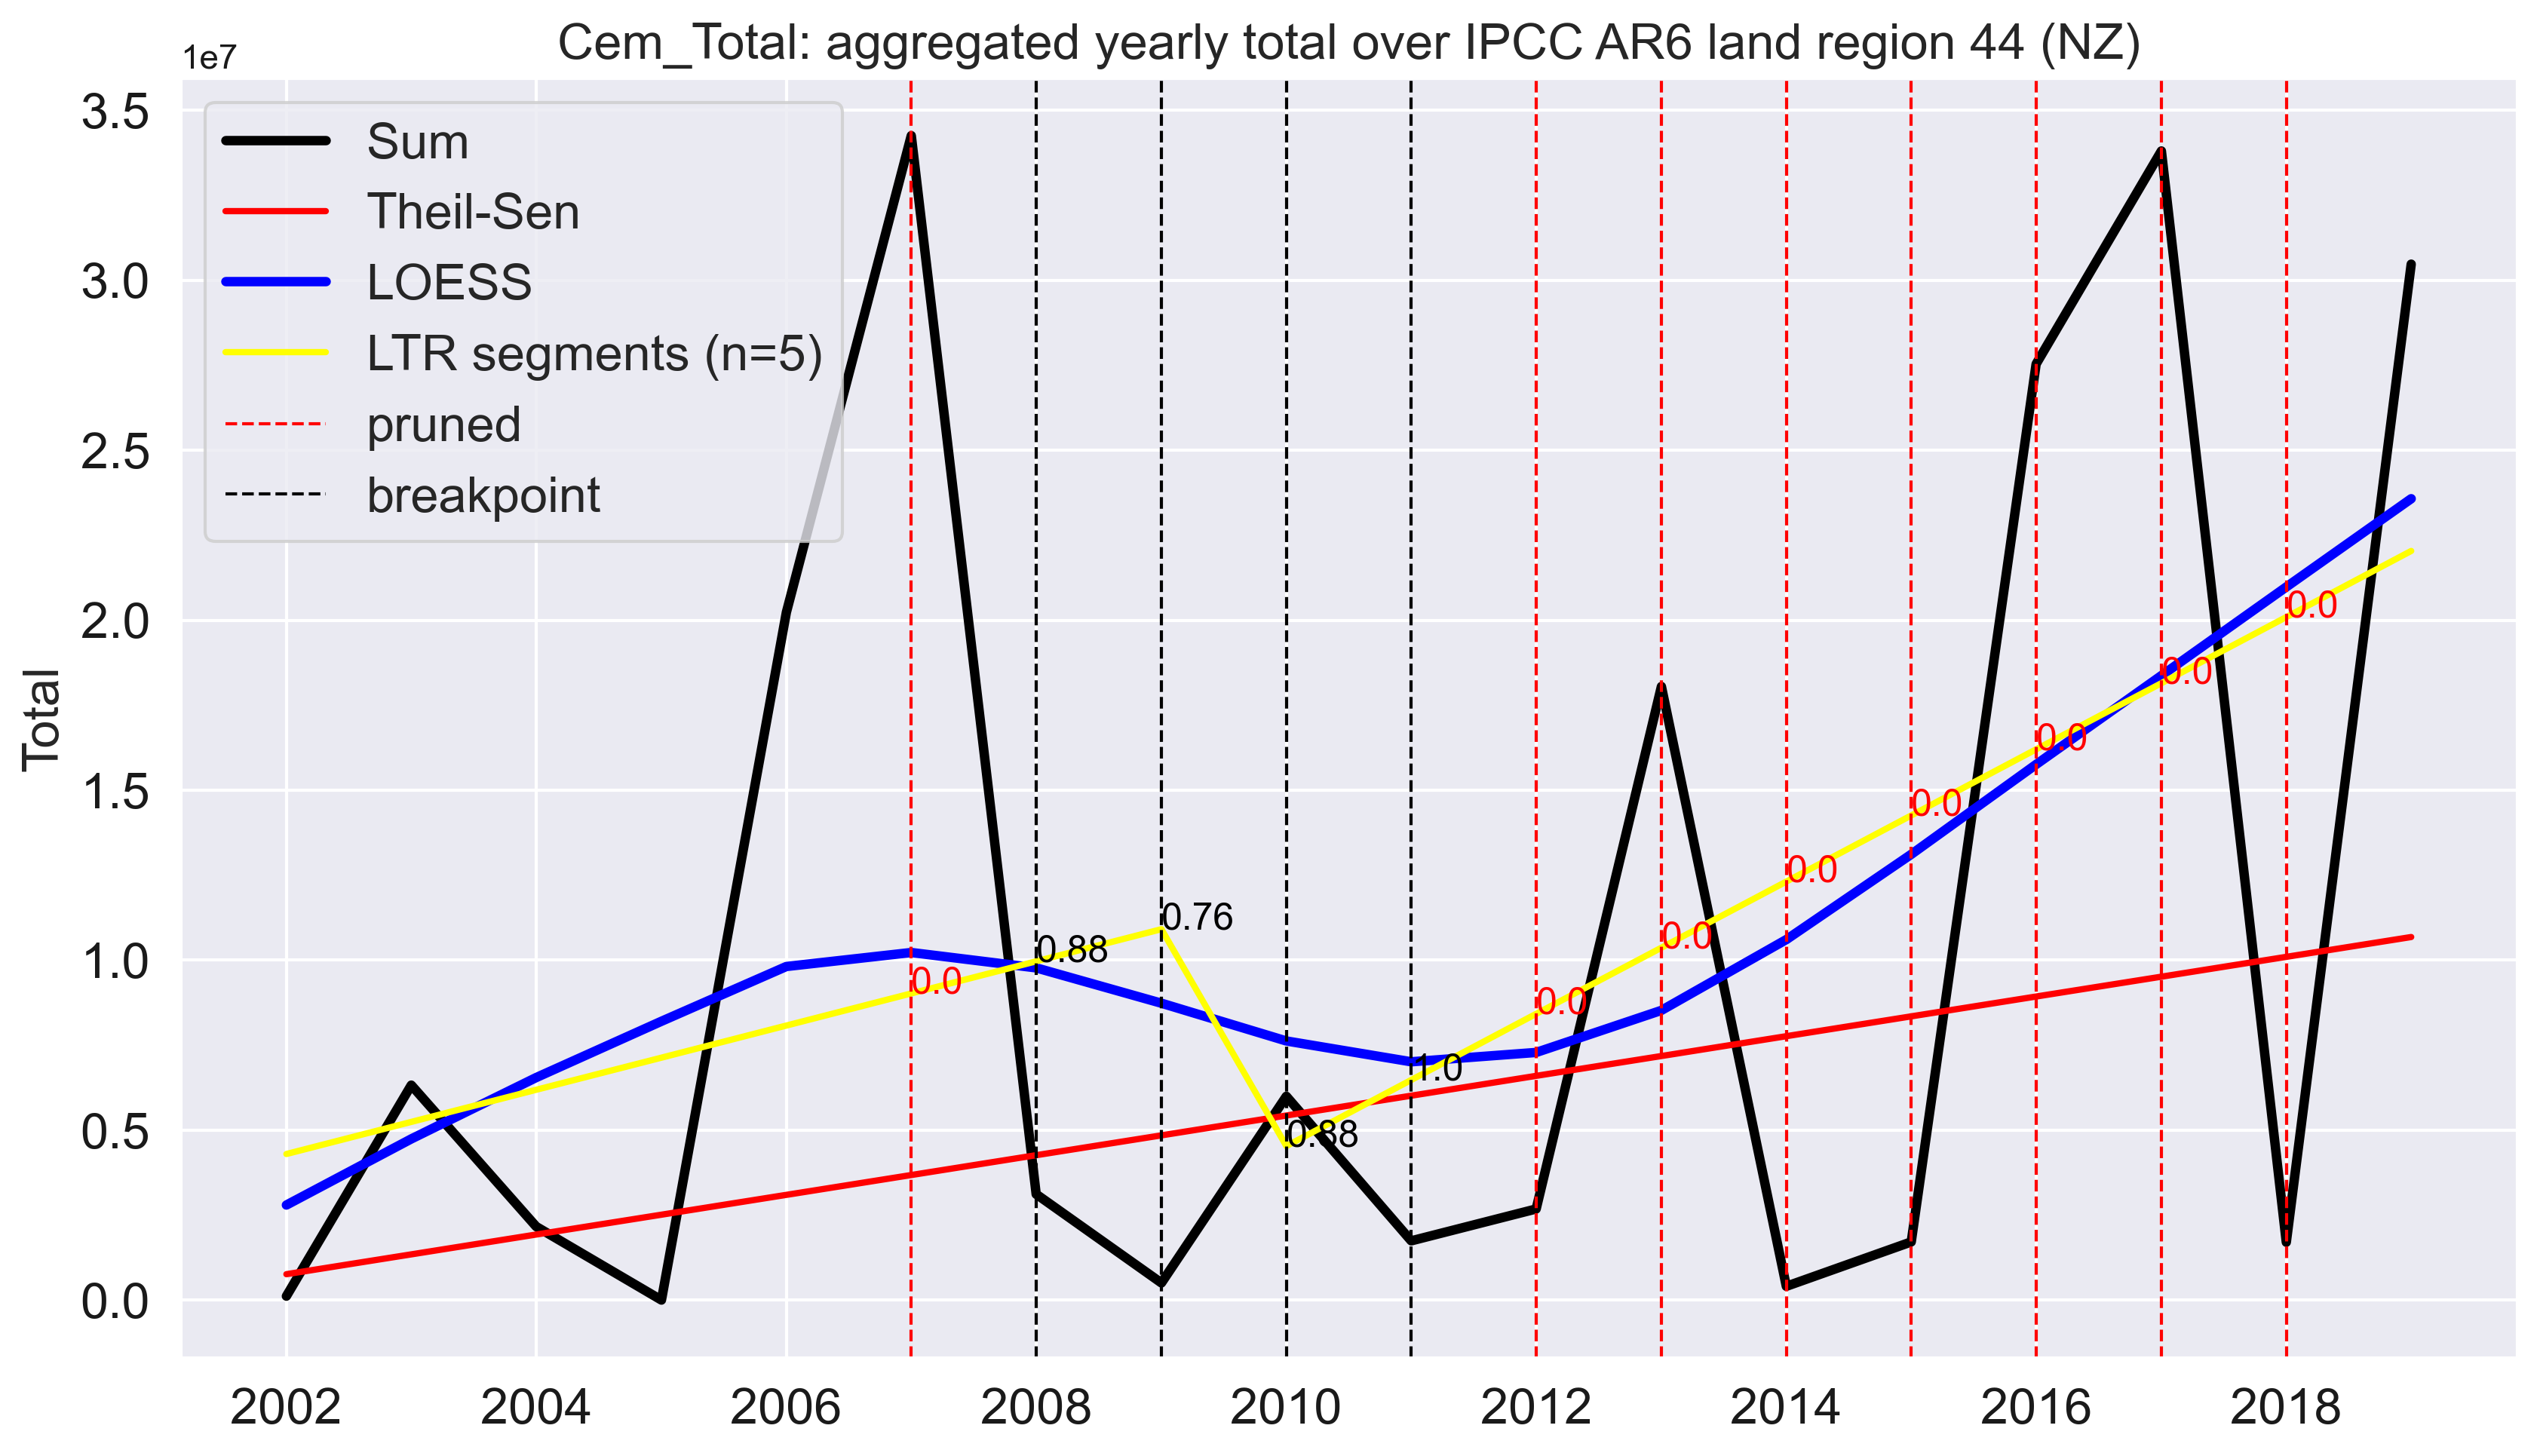 Cem_Total: aggregated yearly total over IPCC AR6 land region 44 (NZ)
1e7
3.5
3.0
2.5
2.0
1.5
1.0
0.5
0.0
Total
Sum
Theil-Sen
LOESS
LTR segments (n=5)
pruned
breakpoint
0.0
0.88
0.76
0.88
1.0
0.0
0.0
0.0
0.0
0.0
0.0
0.0
2002 2004 2006 2008 2010 2012 2014 2016 2018